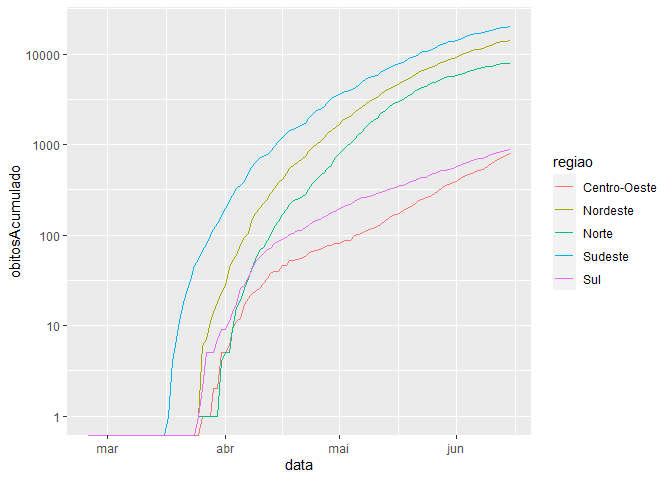 10000
1000
100
10
1
obitosAcumulado
mar
abr
mai
jun
data
regiao
Centro-Oeste
Nordeste
Norte
Sudeste
Sul